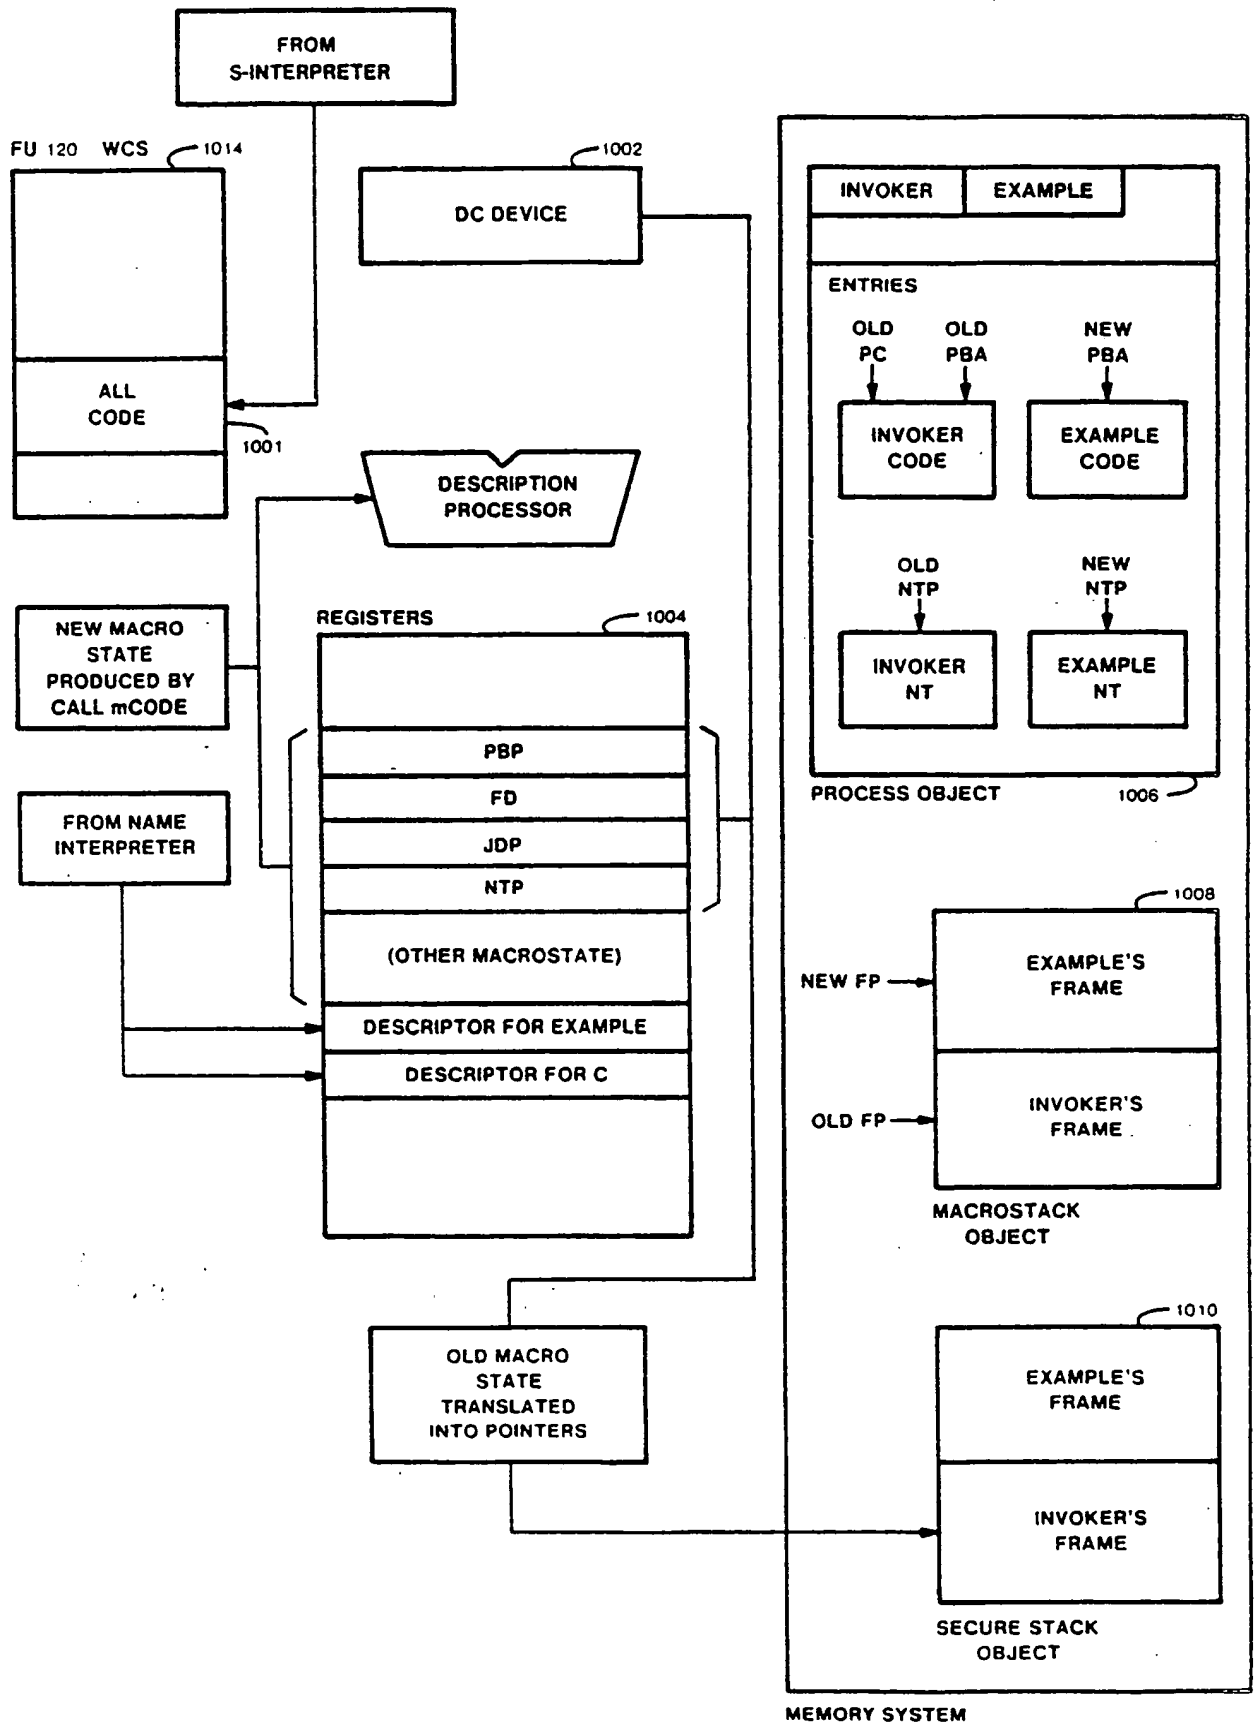 FROM
S-INTERPRETER
FU 120 WCS
1014
ALL
CODE
1001
1002
DC DEVICE
DESCRIPTION
PROCESSOR
NEW MACRO
STATE
PRODUCED BY
CALL mCODE
FROM NAME
INTERPRETER
REGISTERS
1004
PBP
FD
JDP
NTP
(OTHER MACROSTATE)
DESCRIPTOR FOR EXAMPLE
DESCRIPTOR FOR C
OLD MACRO
STATE
TRANSLATED
INTO POINTERS
INVOKER
EXAMPLE
ENTRIES
OLD
PC
OLD
PBA
NEW
PBA
INVOKER
CODE
EXAMPLE
CODE
OLD
NTP
NEW
NTP
INVOKER
NT
EXAMPLE
NT
PROCESS OBJECT
1006
1008
NEW FP
EXAMPLE'S
FRAME
OLD FP
INVOKER'S
FRAME
MACROSTACK
OBJECT
1010
EXAMPLE'S
FRAME
INVOKER'S
FRAME
SECURE STACK
OBJECT
MEMORY SYSTEM